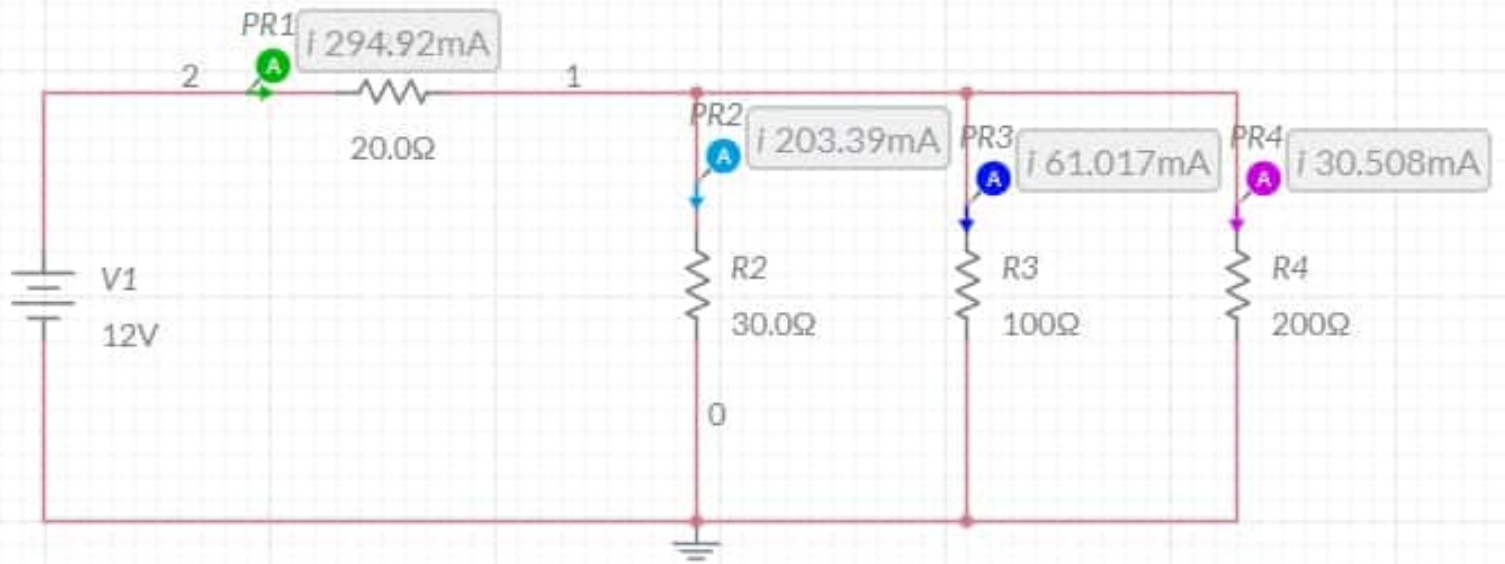 PR1
i 294.92mA
A
2
1
20.0Ω
PR2
i 203.39mA
A
PR3
i 61.017mA
A
PR4
i 30.508mA
A
V1
12V
R2
30.0Ω
R3
100Ω
R4
200Ω
0